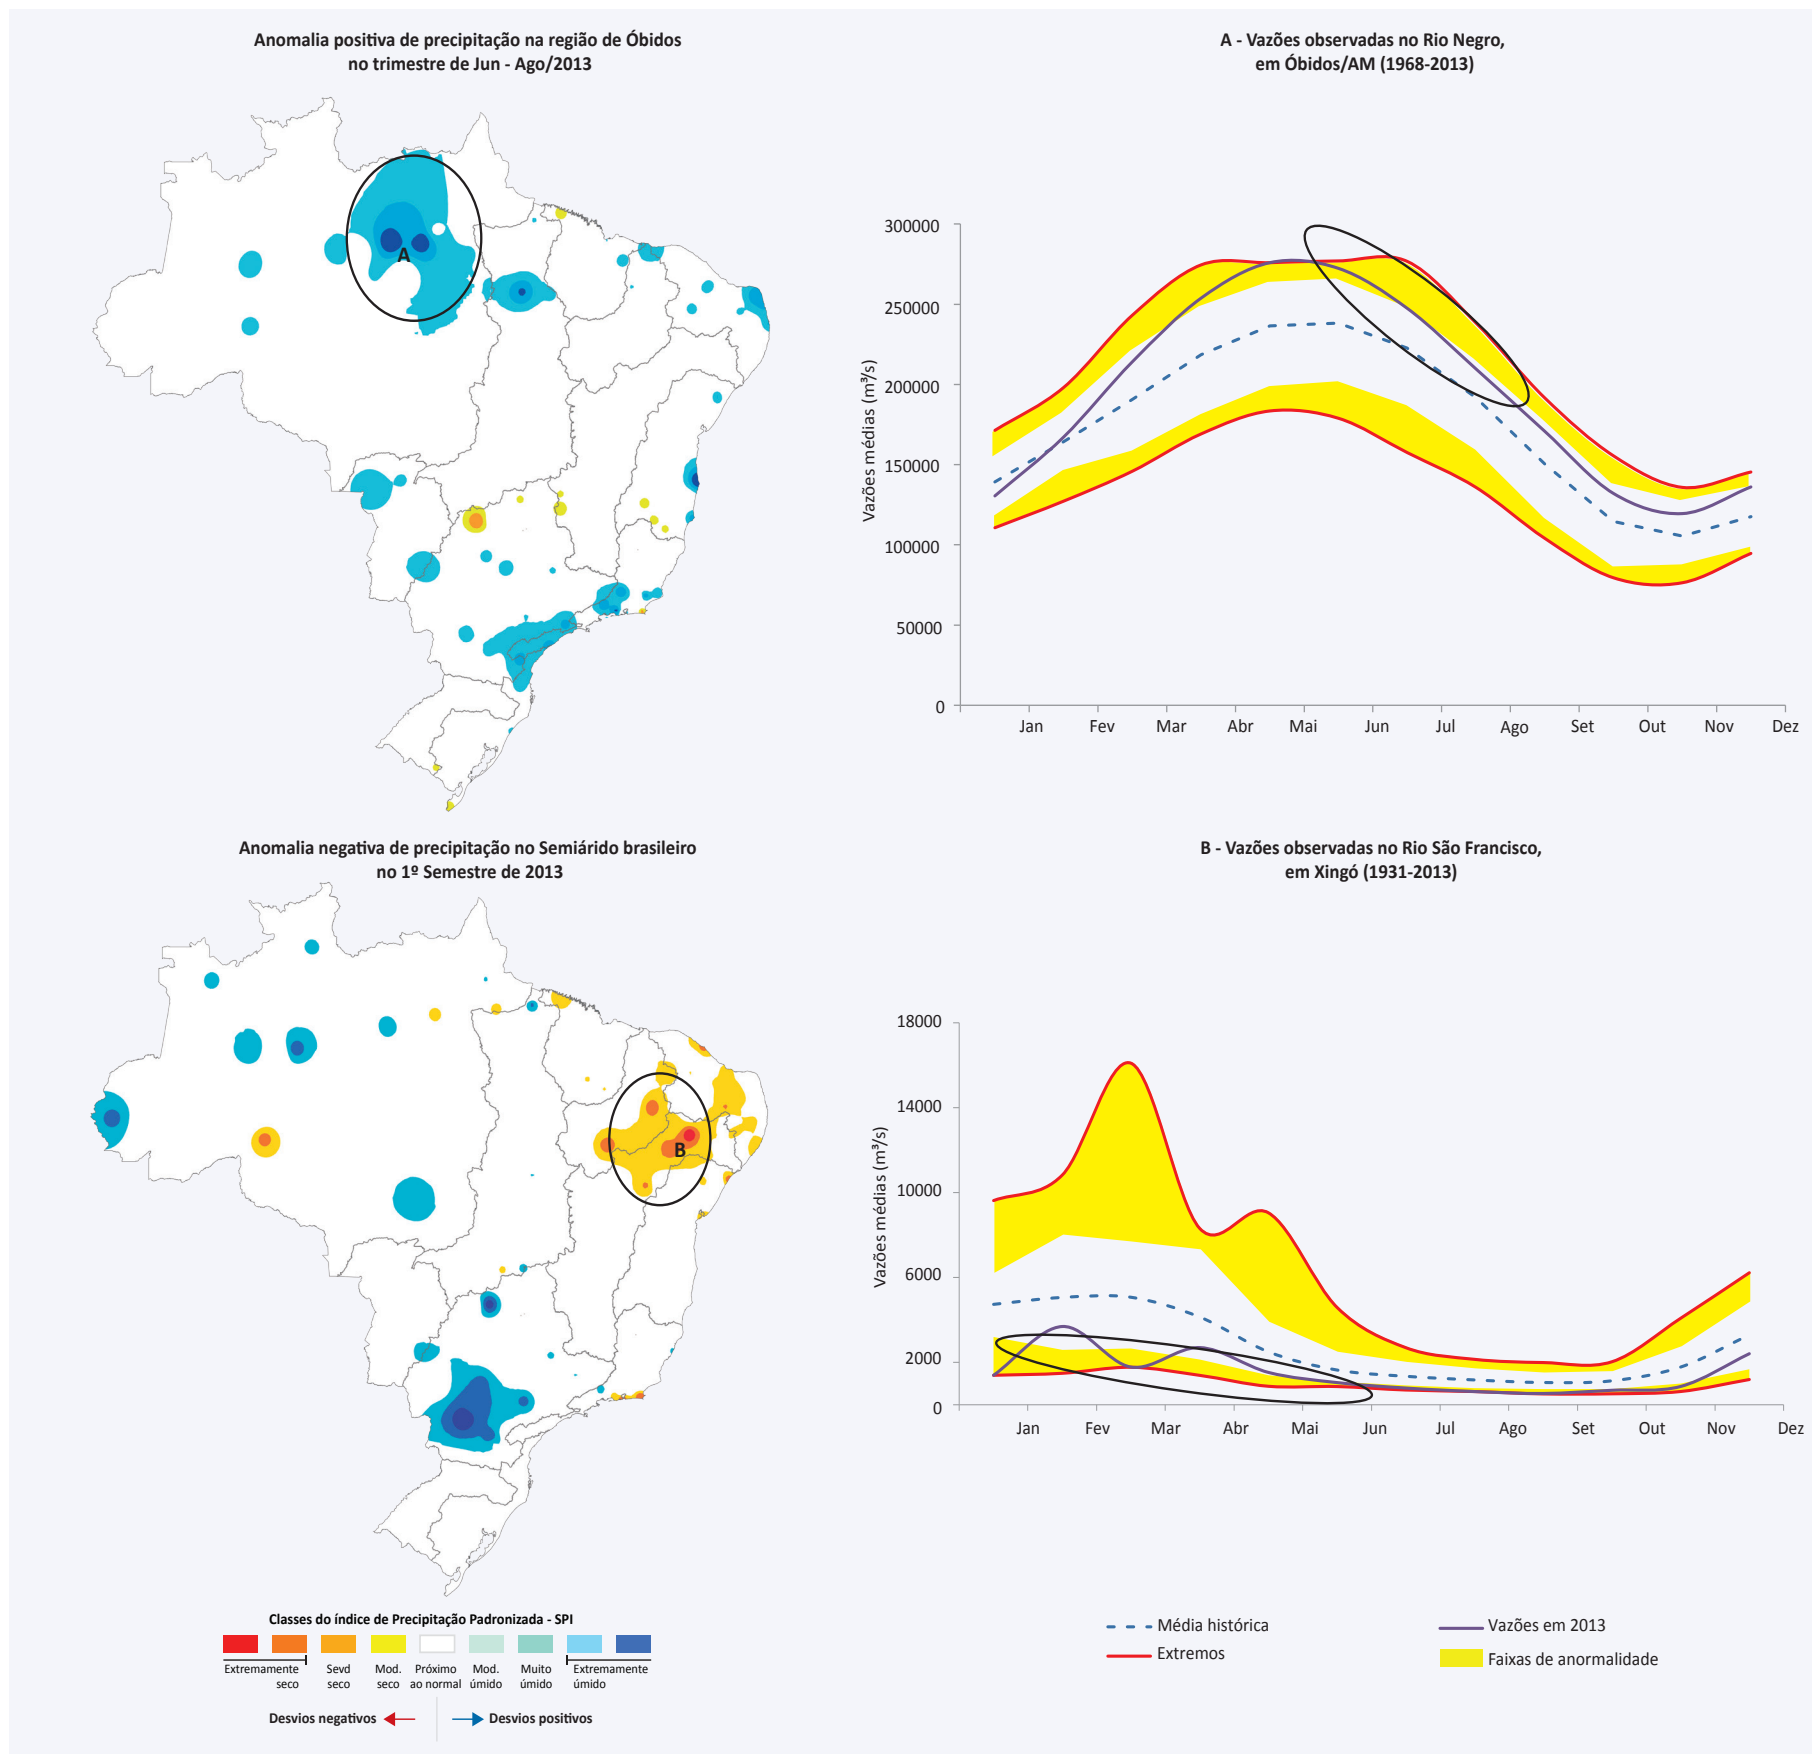 Anomalia positiva de precipitação na região de Óbidos
no trimestre de Jun - Ago/2013
A
A - Vazões observadas no Rio Negro,
em Óbidos/AM (1968-2013)
Vazões médias (m³/s)
300000
250000
200000
150000
100000
50000
0
Jan Fev Mar Abr Mai Jun Jul Ago Set Out Nov Dez
Anomalia negativa de precipitação no Semiárido brasileiro
no 1º Semestre de 2013
B
B - Vazões observadas no Rio São Francisco,
em Xingó (1931-2013)
Vazões médias (m³/s)
18000
14000
10000
6000
2000
0
Jan Fev Mar Abr Mai Jun Jul Ago Set Out Nov Dez
Classes do índice de Precipitação Padronizada - SPI
Extremamente
seco
Sevd
seco
Mod.
seco
Próximo
ao normal
Mod.
úmido
Muito
úmido
Extremamente
úmido
Desvios negativos
Desvios positivos
Média histórica
Extremos
Vazões em 2013
Faixas de anormalidade